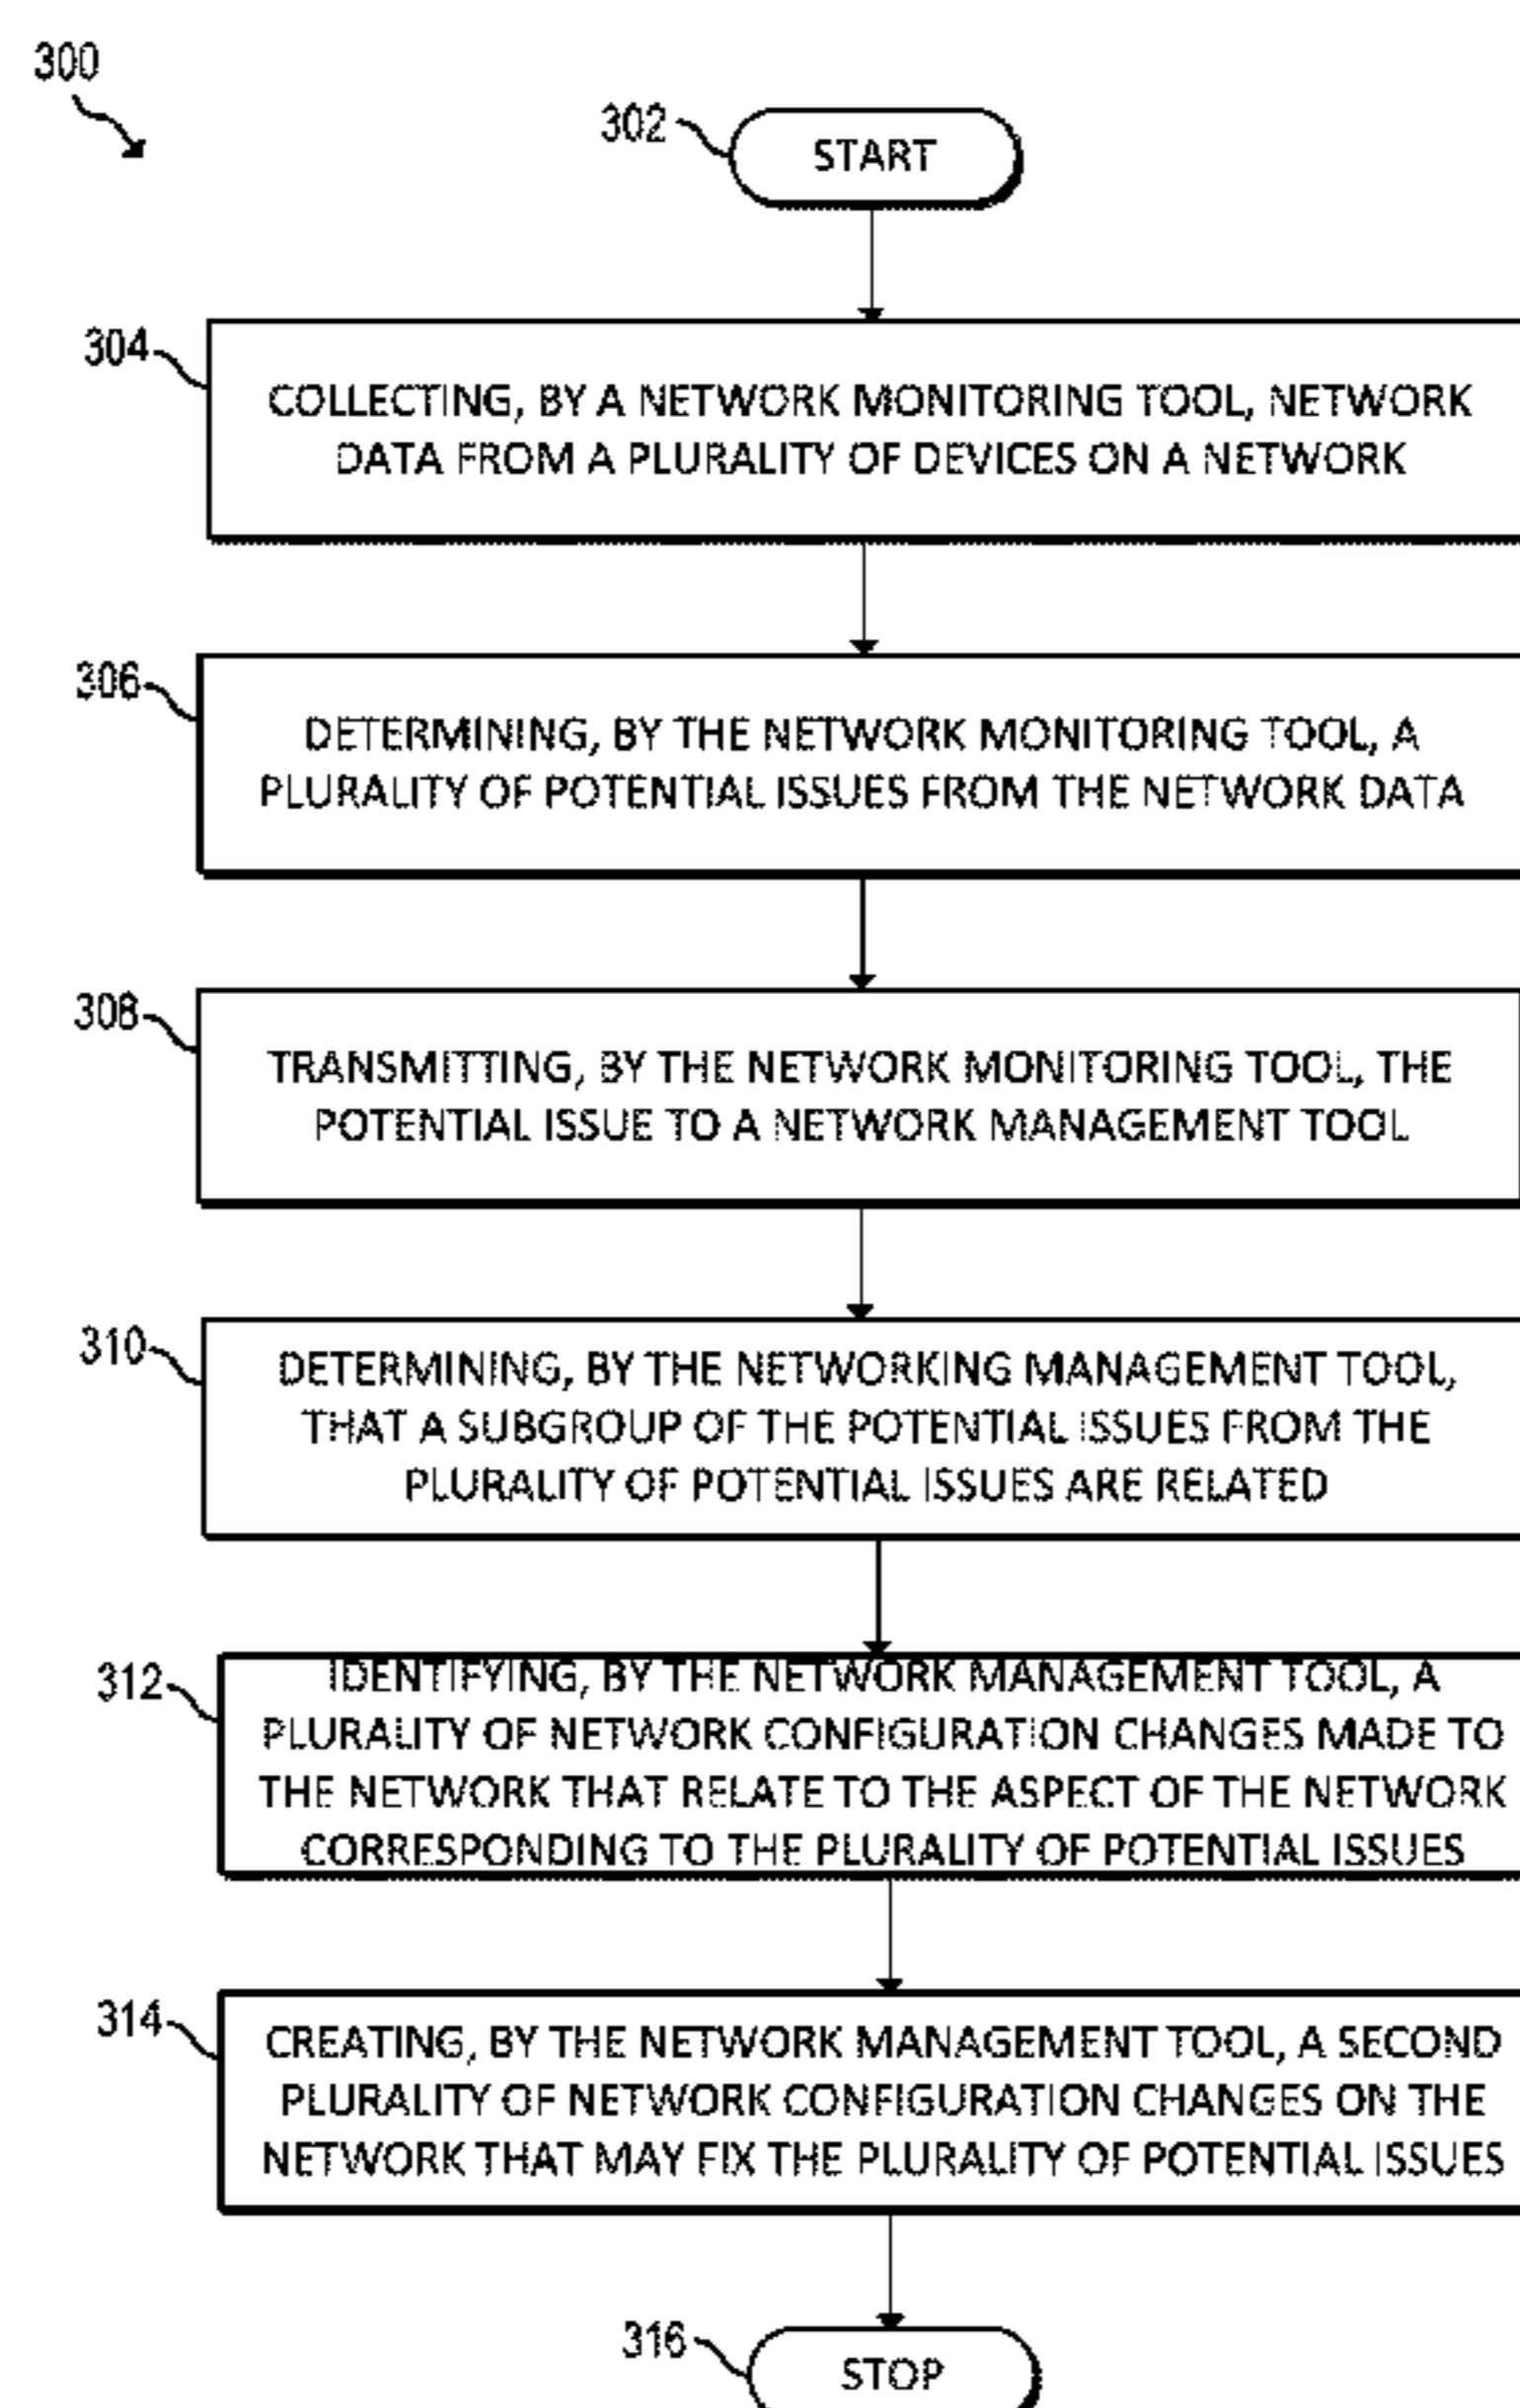 300
302
START
304
COLLECTING, BY A NETWORK MONITORING TOOL, NETWORK
DATA FROM A PLURALITY OF DEVICES ON A NETWORK
306
DETERMINING, BY THE NETWORK MONITORING TOOL, A
PLURALITY OF POTENTIAL ISSUES FROM THE NETWORK DATA
308
TRANSMITTING, BY THE NETWORK MONITORING TOOL, THE
POTENTIAL ISSUE TO A NETWORK MANAGEMENT TOOL
310
DETERMINING, BY THE NETWORKING MANAGEMENT TOOL,
THAT A SUBGROUP OF THE POTENTIAL ISSUES FROM THE
PLURALITY OF POTENTIAL ISSUES ARE RELATED
312
IDENTIFYING, BY THE NETWORK MANAGEMENT TOOL, A
PLURALITY OF NETWORK CONFIGURATION CHANGES MADE TO
THE NETWORK THAT RELATE TO THE ASPECT OF THE NETWORK
CORRESPONDING TO THE PLURALITY OF POTENTIAL ISSUES
314
CREATING, BY THE NETWORK MANAGEMENT TOOL, A SECOND
PLURALITY OF NETWORK CONFIGURATION CHANGES ON THE
NETWORK THAT MAY FIX THE PLURALITY OF POTENTIAL ISSUES
316
STOP